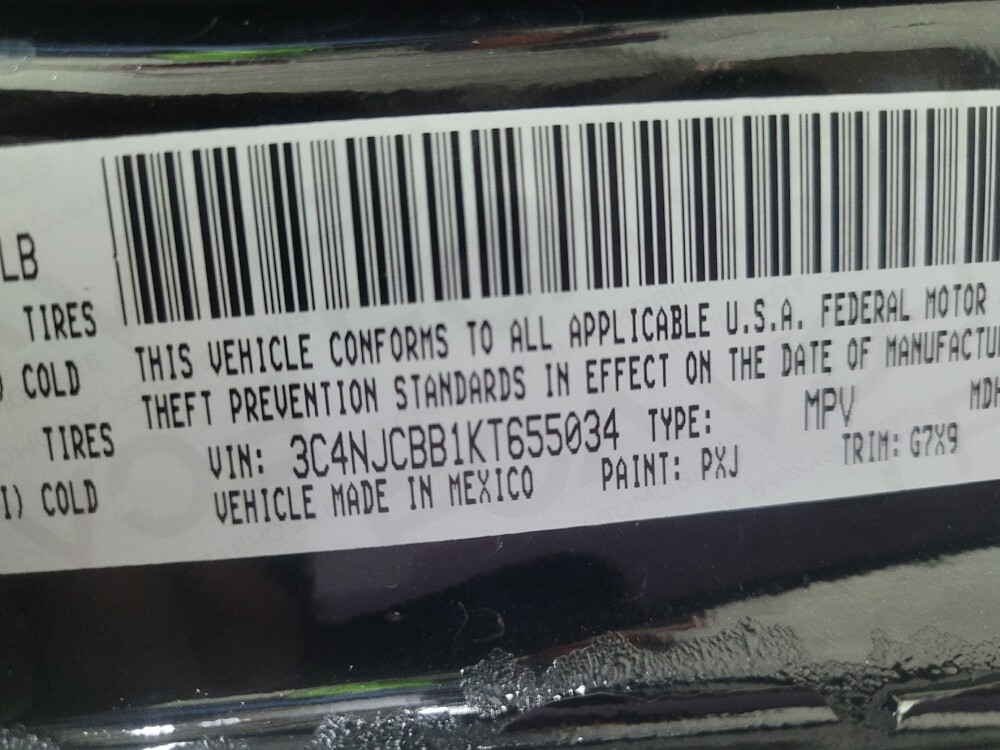 LB
TIRES
) COLD
TIRES
I) COLD
THIS VEHICLE CONFORMS TO ALL APPLICABLE U.S.A. FEDERAL MOTOR
THEFT PREVENTION STANDARDS IN EFFECT ON THE DATE OF MANUFACTU
VIN: 3C4NJCBB1KT655034 TYPE: MPV MDH
VEHICLE MADE IN MEXICO PAINT: PXJ TRIM: G7X9